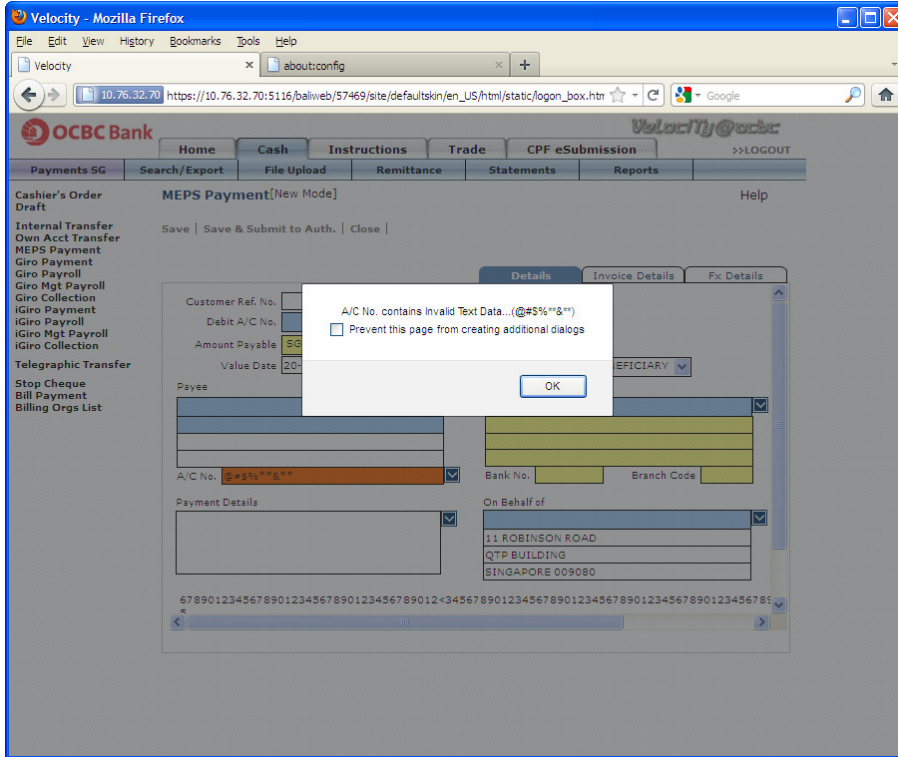 Velocity - Mozilla Firefox
File Edit View History Bookmarks Tools Help
Velocity
about:config
10.76.32.70 https://10.76.32.70:5116/baliweb/57469/site/defaultskin/en_US/html/static/logon_box.htm
Google
OCBC Bank
Velocity@ocbc
Home Cash Instructions Trade CPF eSubmission >>LOGOUT
Payments SG Search/Export File Upload Remittance Statements Reports
Cashier's Order
Draft
Internal Transfer
Own Acct Transfer
MEPS Payment
Giro Payment
Giro Payroll
Giro Mgt Payroll
Giro Collection
iGiro Payment
iGiro Payroll
iGiro Mgt Payroll
iGiro Collection
Telegraphic Transfer
Stop Cheque
Bill Payment
Billing Orgs List
MEPS Payment[New Mode] Help
Save | Save & Submit to Auth. | Close |
Details Invoice Details Fx Details
Customer Ref. No.
Debit A/C No.
Amount Payable SG
Value Date 20-
EFICIARY
A/C No. contains Invalid Text Data...(@#$%**&**)
Prevent this page from creating additional dialogs
OK
Payee
A/C No. @#$%**&**
Bank No. Branch Code
Payment Details
On Behalf of
11 ROBINSON ROAD
QTP BUILDING
SINGAPORE 009080
6789012345678901234567890123456789012<345678901234567890123456789012345678901234567895